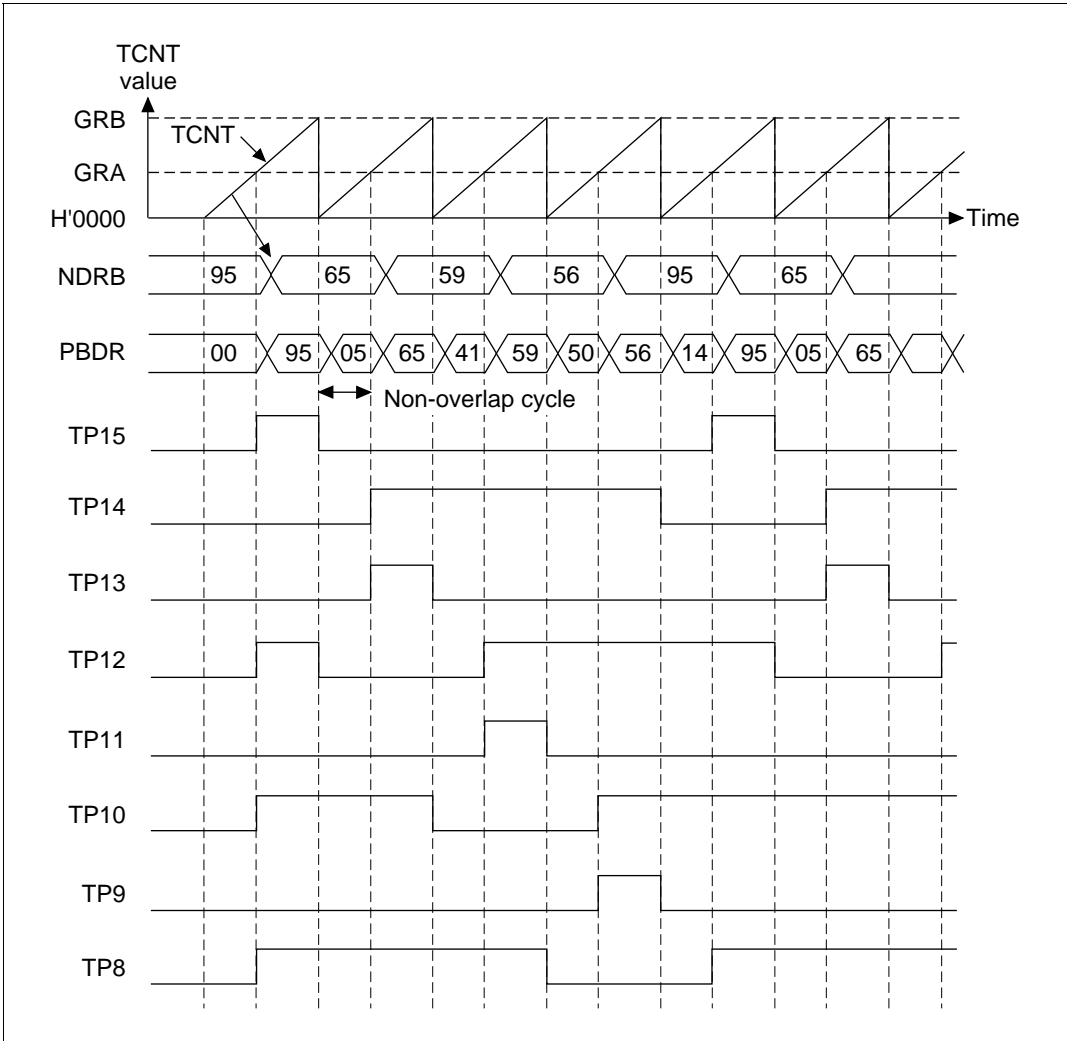 TCNT
value
GRB
TCNT
GRA
H'0000
Time
NDRB
95 65 59 56 95 65
PBDR
00 95 05 65 41 59 50 56 14 95 05 65
Non-overlap cycle
TP15
TP14
TP13
TP12
TP11
TP10
TP9
TP8